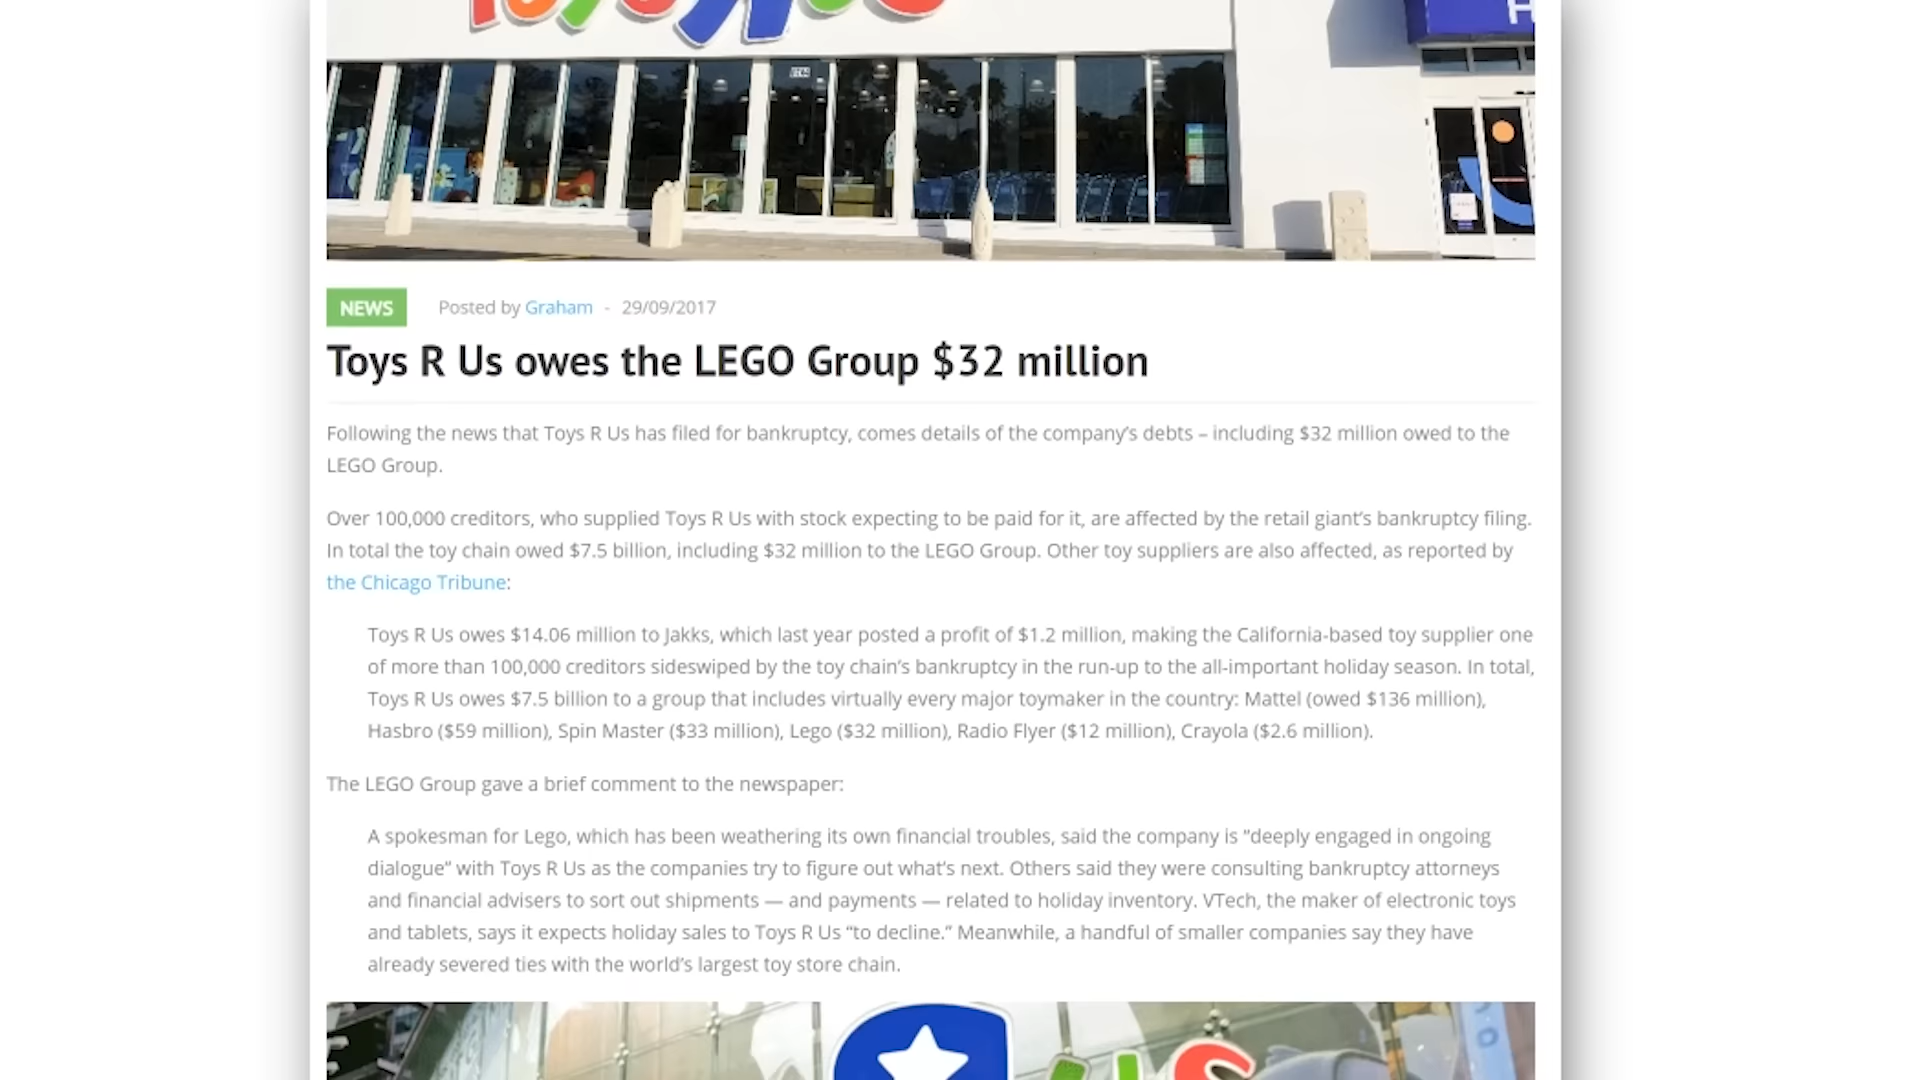 Toys R Us
H
NEWS
Posted by Graham - 29/09/2017
Toys R Us owes the LEGO Group $32 million
Following the news that Toys R Us has filed for bankruptcy, comes details of the company’s debts – including $32 million owed to the
LEGO Group.
Over 100,000 creditors, who supplied Toys R Us with stock expecting to be paid for it, are affected by the retail giant’s bankruptcy filing.
In total the toy chain owed $7.5 billion, including $32 million to the LEGO Group. Other toy suppliers are also affected, as reported by
the Chicago Tribune:
Toys R Us owes $14.06 million to Jakks, which last year posted a profit of $1.2 million, making the California-based toy supplier one
of more than 100,000 creditors sideswiped by the toy chain’s bankruptcy in the run-up to the all-important holiday season. In total,
Toys R Us owes $7.5 billion to a group that includes virtually every major toymaker in the country: Mattel (owed $136 million),
Hasbro ($59 million), Spin Master ($33 million), Lego ($32 million), Radio Flyer ($12 million), Crayola ($2.6 million).
The LEGO Group gave a brief comment to the newspaper:
A spokesman for Lego, which has been weathering its own financial troubles, said the company is "deeply engaged in ongoing
dialogue" with Toys R Us as the companies try to figure out what’s next. Others said they were consulting bankruptcy attorneys
and financial advisers to sort out shipments — and payments — related to holiday inventory. VTech, the maker of electronic toys
and tablets, says it expects holiday sales to Toys R Us “to decline.” Meanwhile, a handful of smaller companies say they have
already severed ties with the world’s largest toy store chain.
us